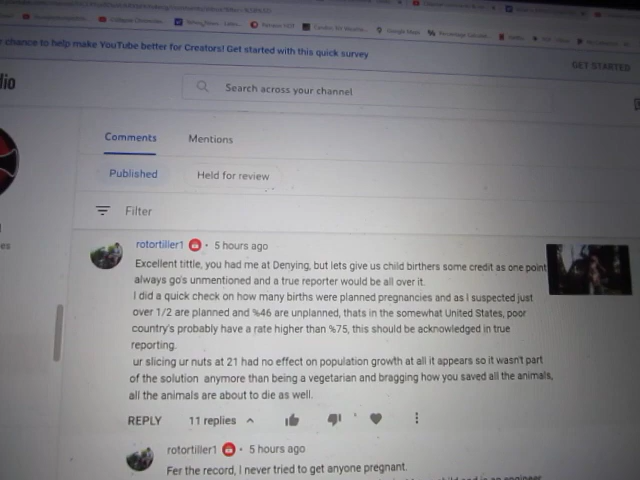 chance to help make YouTube better for Creators! Get started with this quick survey
GET STARTED
dio
Search across your channel
Comments Mentions
Published Held for review
Filter
rotortiller1 • 5 hours ago
Excellent tittle, you had me at Denying, but lets give us child birthers some credit as one point
always go's unmentioned and a true reporter would be all over it.
I did a quick check on how many births were planned pregnancies and as I suspected just
over 1/2 are planned and %46 are unplanned, thats in the somewhat United States, poor
country's probably have a rate higher than %75, this should be acknowledged in true
reporting.
ur slicing ur nuts at 21 had no effect on population growth at all it appears so it wasn't part
of the solution anymore than being a vegetarian and bragging how you saved all the animals,
all the animals are about to die as well.
REPLY 11 replies
rotortiller1 • 5 hours ago
Fer the record, I never tried to get anyone pregnant.